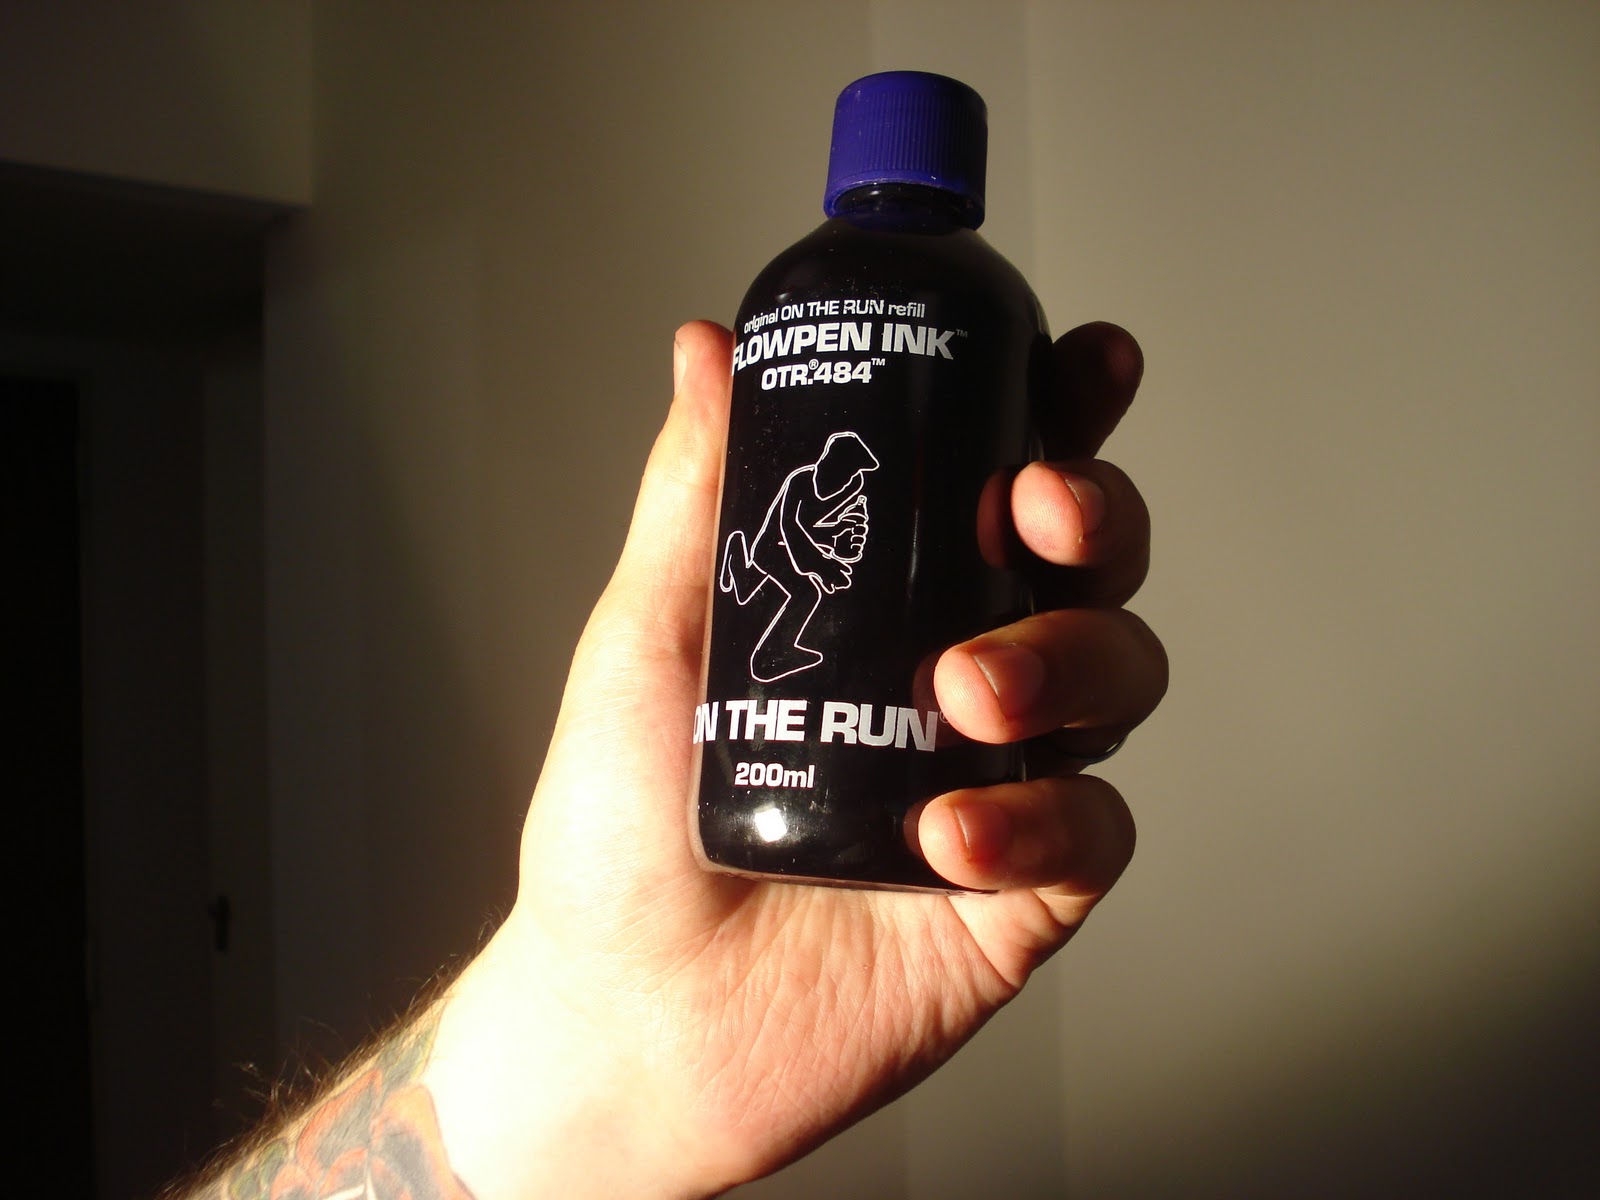 original ON THE RUN refill
FLOWPEN INK™
OTR.®484™
ON THE RUN®
200ml